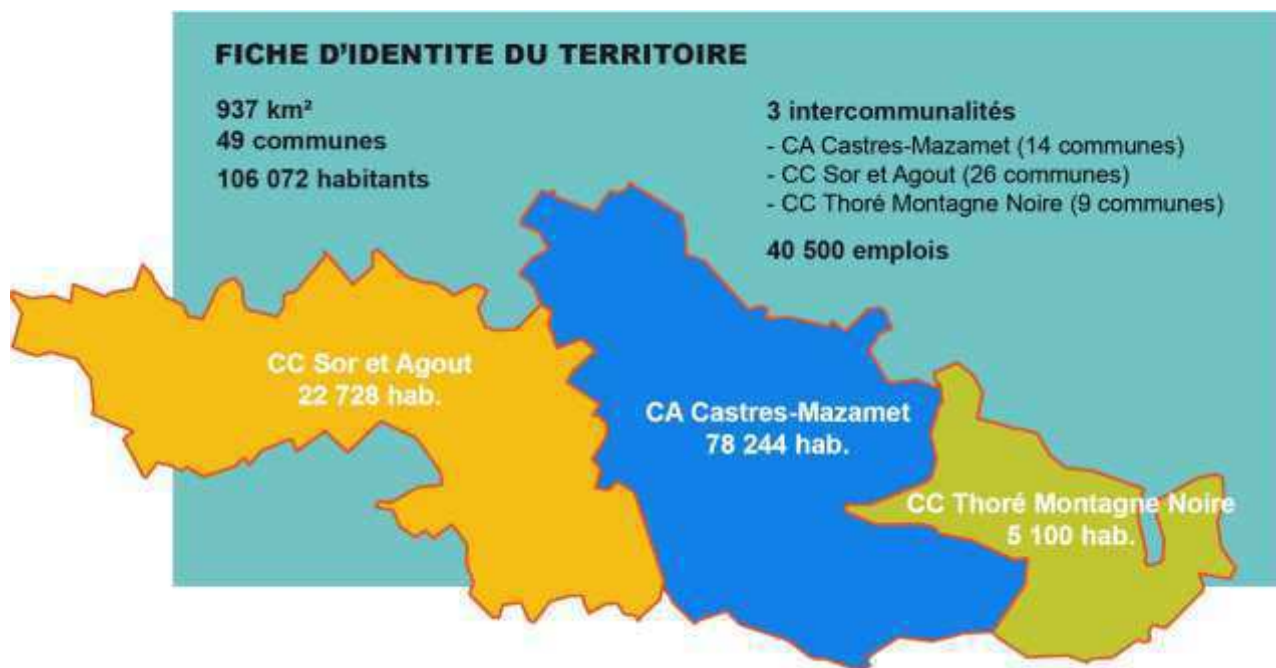 FICHE D'IDENTITE DU TERRITOIRE
937 km²
49 communes
106 072 habitants
3 intercommunalités
- CA Castres-Mazamet (14 communes)
- CC Sor et Agout (26 communes)
- CC Thoré Montagne Noire (9 communes)
40 500 emplois
CC Sor et Agout
22 728 hab.
CA Castres-Mazamet
78 244 hab.
CC Thoré Montagne Noire
5 100 hab.